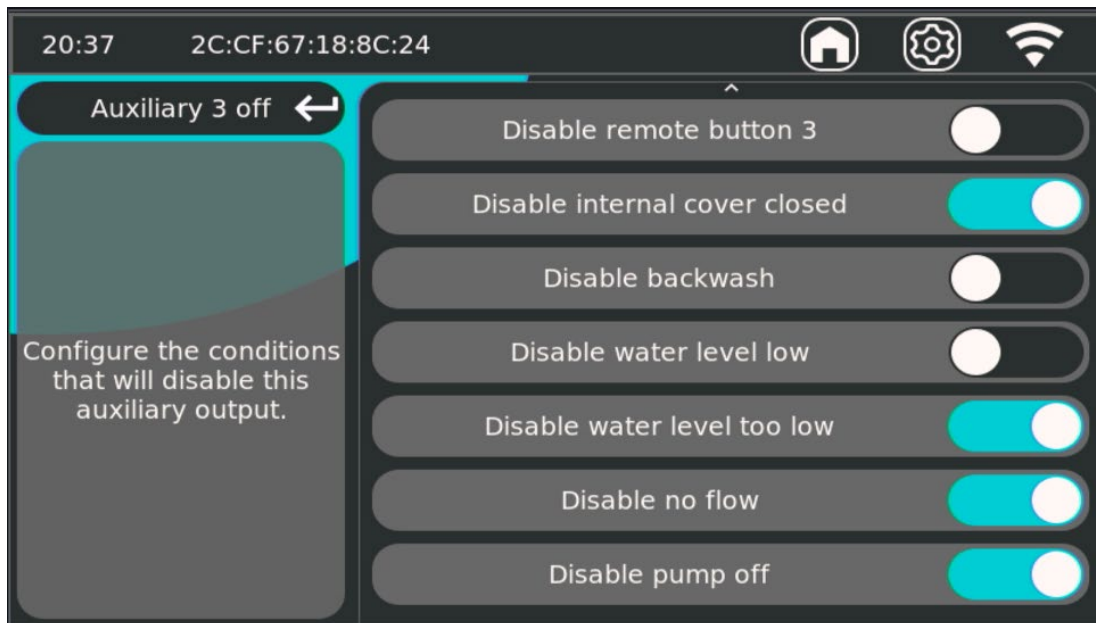 20:37 2C:CF:67:18:8C:24
Auxiliary 3 off
Configure the conditions
that will disable this
auxiliary output.
Disable remote button 3
Disable internal cover closed
Disable backwash
Disable water level low
Disable water level too low
Disable no flow
Disable pump off